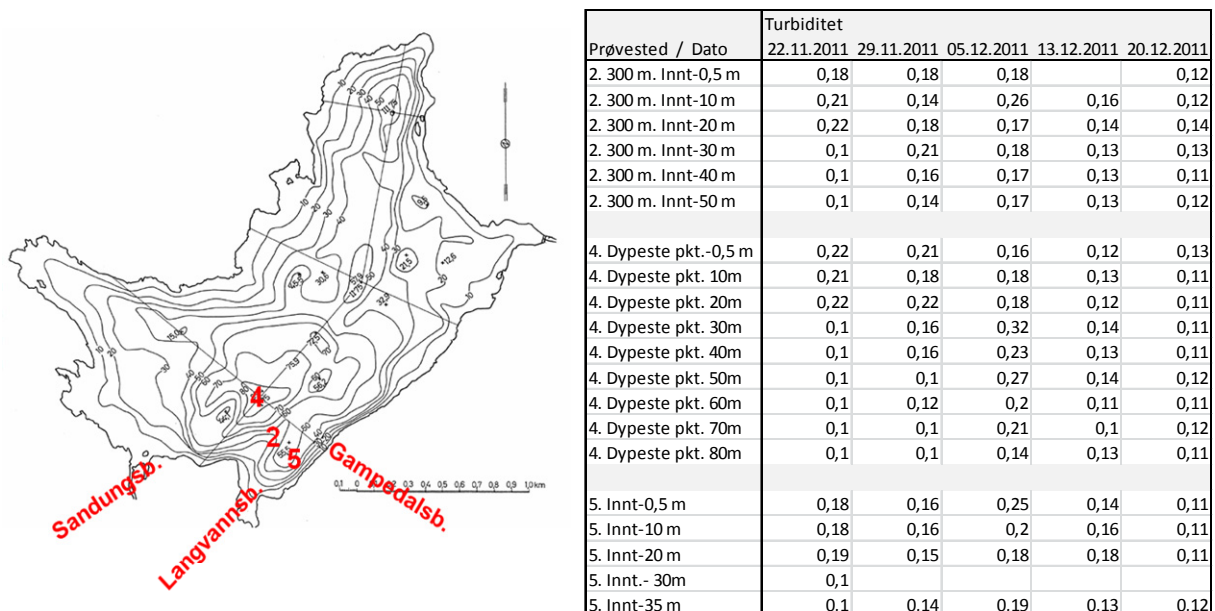 Sandungsb.
Langvannsb.
Gampedalsb.
4
2
5
0,1 0 0,1 0,2 0,3 0,4 0,5 0,6 0,7 0,8 0,9 1,0 km
Turbiditet
Prøvested / Dato 22.11.2011 29.11.2011 05.12.2011 13.12.2011 20.12.2011
2. 300 m. Innt-0,5 m 0,18 0,18 0,18 0,12
2. 300 m. Innt-10 m 0,21 0,14 0,26 0,16 0,12
2. 300 m. Innt-20 m 0,22 0,18 0,17 0,14 0,14
2. 300 m. Innt-30 m 0,1 0,21 0,18 0,13 0,13
2. 300 m. Innt-40 m 0,1 0,16 0,17 0,13 0,11
2. 300 m. Innt-50 m 0,1 0,14 0,17 0,13 0,12
4. Dypeste pkt.-0,5 m 0,22 0,21 0,16 0,12 0,13
4. Dypeste pkt. 10m 0,21 0,18 0,18 0,13 0,11
4. Dypeste pkt. 20m 0,22 0,22 0,18 0,12 0,11
4. Dypeste pkt. 30m 0,1 0,16 0,32 0,14 0,11
4. Dypeste pkt. 40m 0,1 0,16 0,23 0,13 0,11
4. Dypeste pkt. 50m 0,1 0,1 0,27 0,14 0,12
4. Dypeste pkt. 60m 0,1 0,12 0,2 0,11 0,11
4. Dypeste pkt. 70m 0,1 0,1 0,21 0,1 0,12
4. Dypeste pkt. 80m 0,1 0,1 0,14 0,13 0,11
5. Innt-0,5 m 0,18 0,16 0,25 0,14 0,11
5. Innt-10 m 0,18 0,16 0,2 0,16 0,11
5. Innt-20 m 0,19 0,15 0,18 0,18 0,11
5. Innt.- 30m 0,1
5. Innt-35 m 0,1 0,14 0,19 0,13 0,12